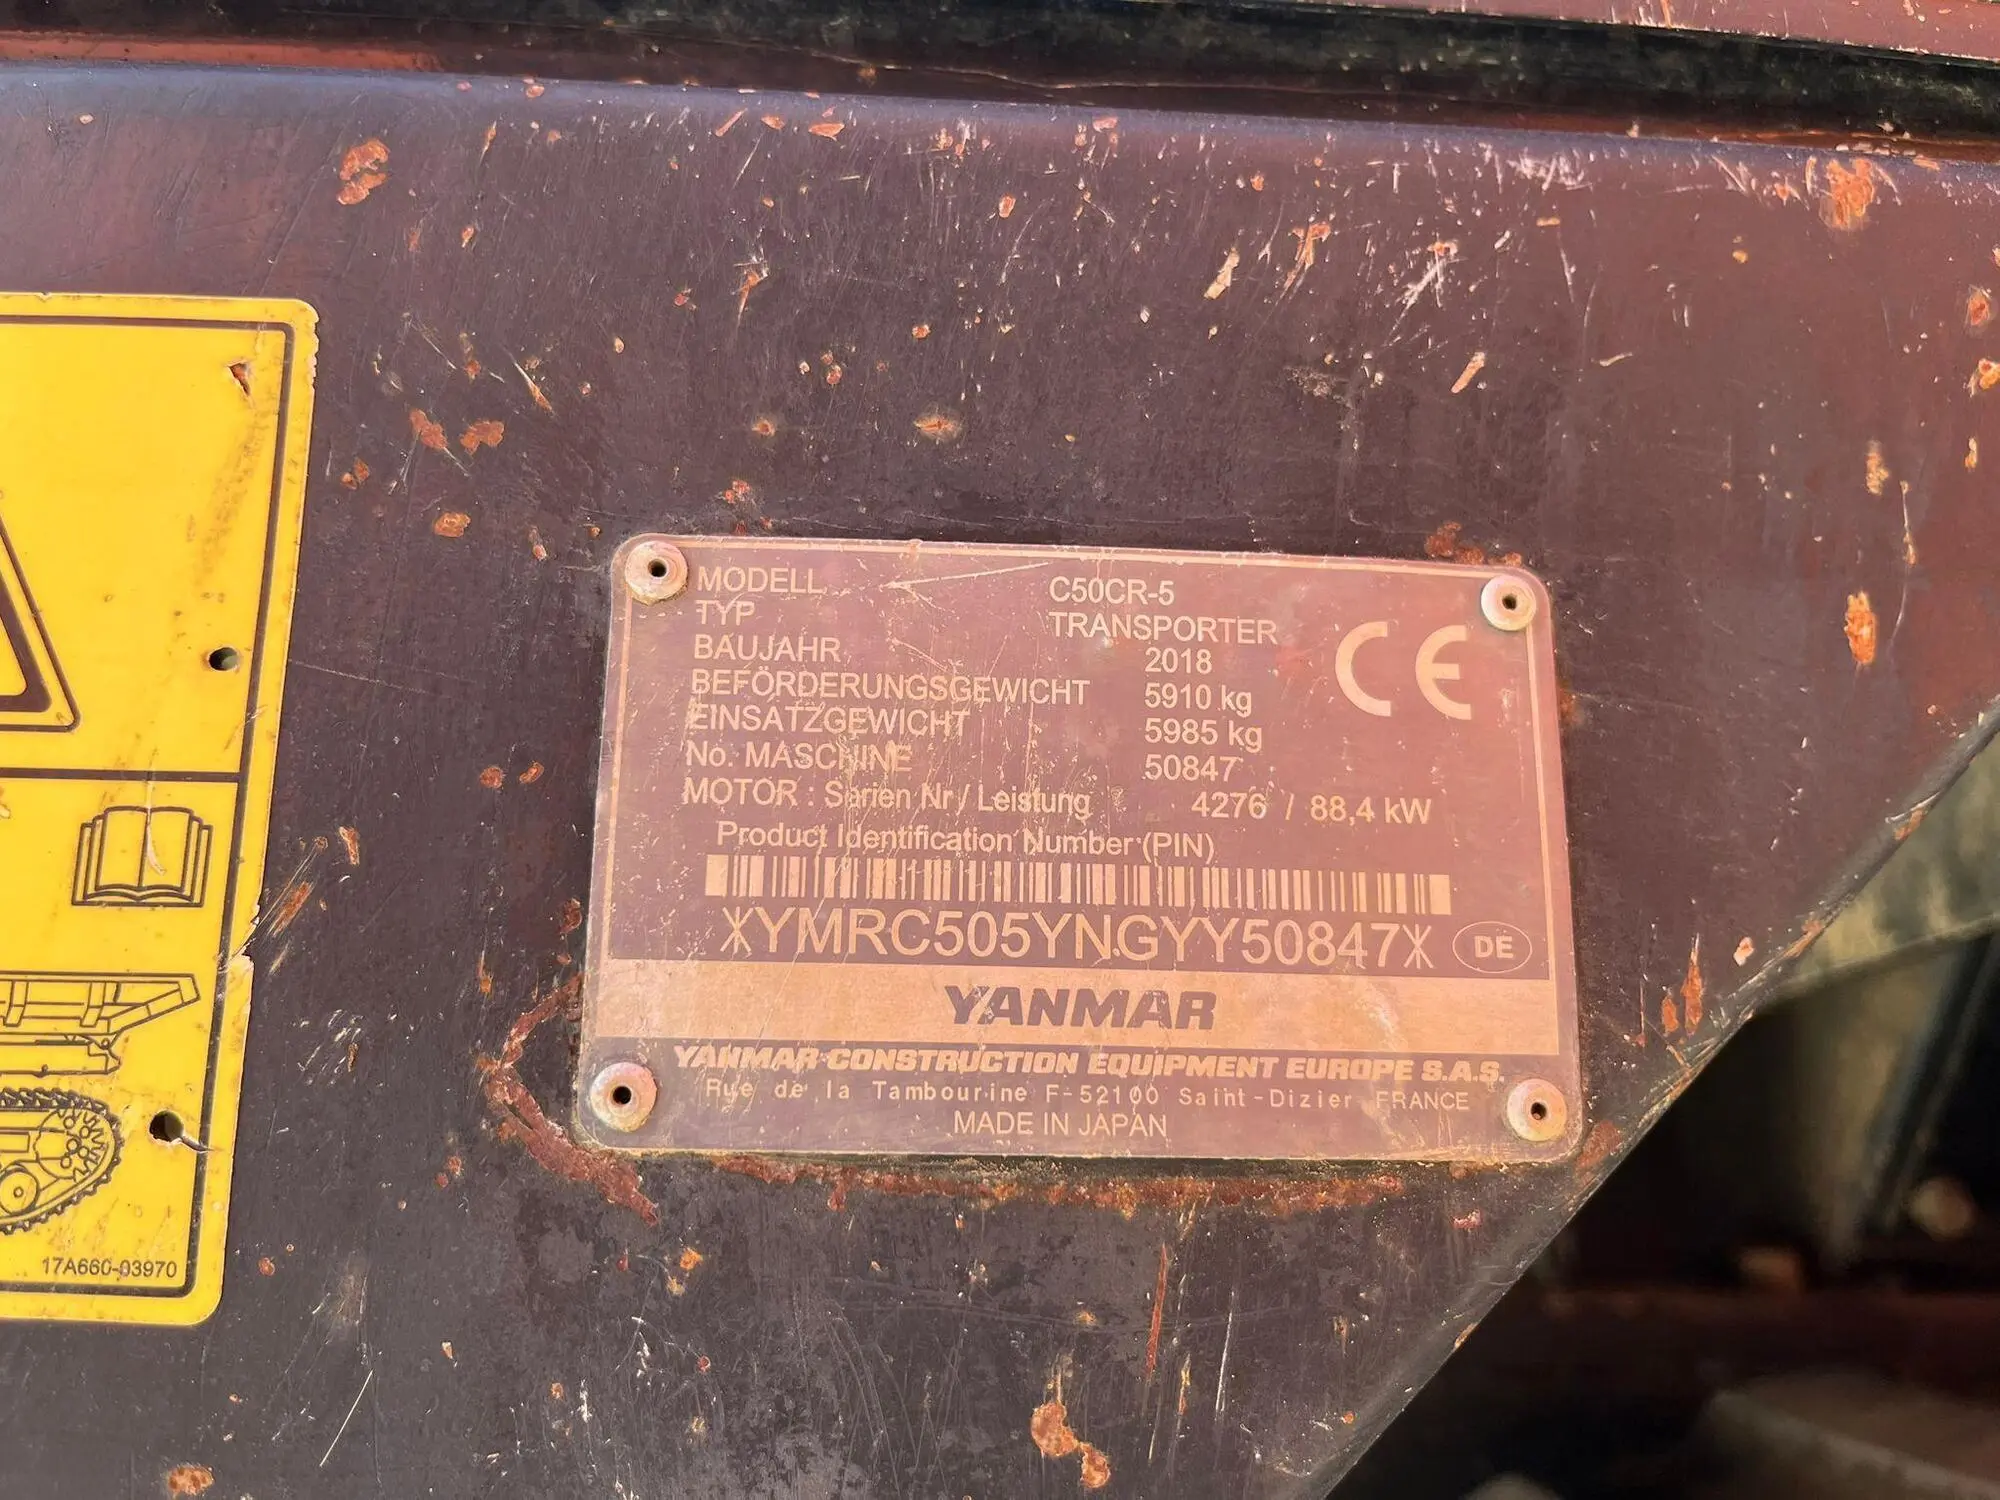 MODELL C50CR-5
TYP TRANSPORTER
BAUJAHR 2018
BEFÖRDERUNGSGEWICHT 5910 kg
EINSATZGEWICHT 5985 kg
No. MASCHINE 50847
MOTOR : Serien Nr / Leistung 4276 / 88,4 kW
Product Identification Number (PIN)
YMRC505YNGYY50847
DE
CE
YANMAR
YANMAR CONSTRUCTION EQUIPMENT EUROPE S.A.S.
Rue de la Tambourine F-52100 Saint-Dizier FRANCE
MADE IN JAPAN
17A660-03970